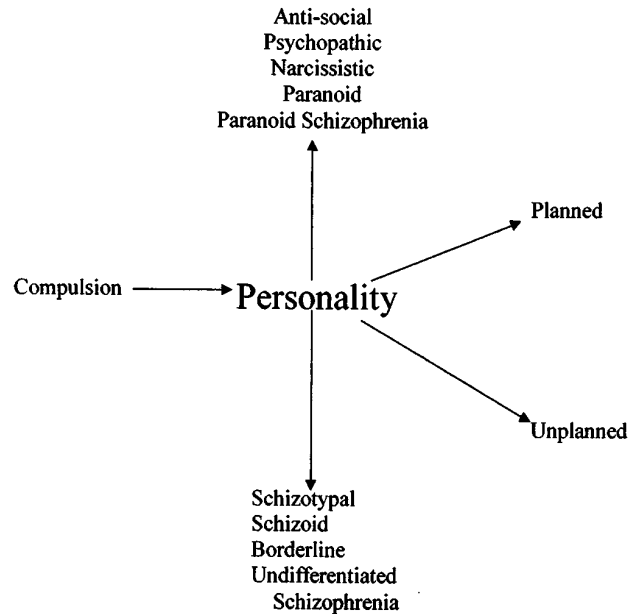 Anti-social
Psychopathic
Narcissistic
Paranoid
Paranoid Schizophrenia
Planned
Compulsion
Personality
Unplanned
Schizotypal
Schizoid
Borderline
Undifferentiated
Schizophrenia